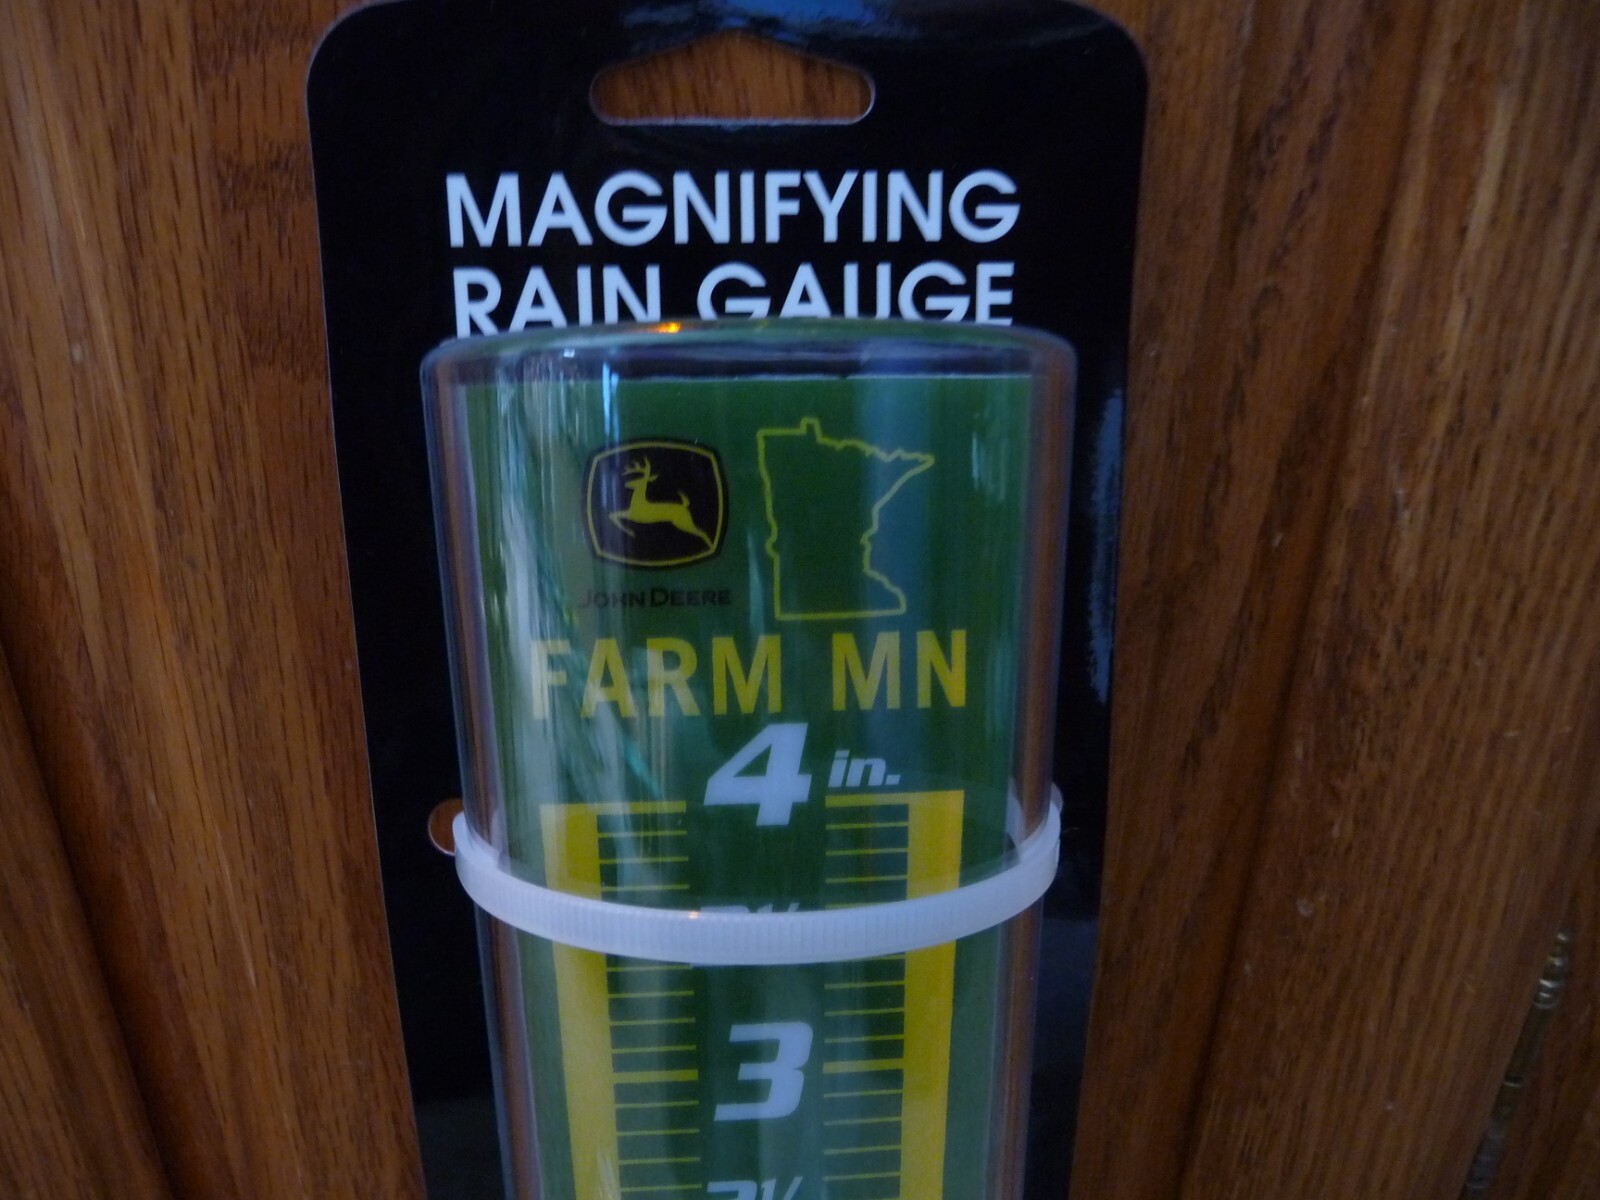 MAGNIFYING
RAIN GAUGE
JOHN DEERE
FARM MN
4 in.
3